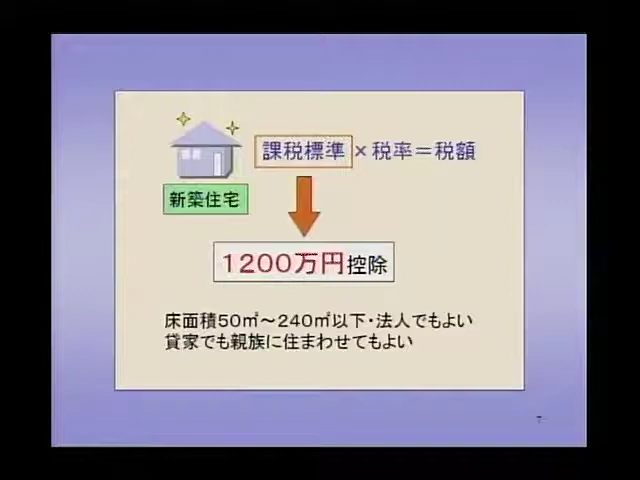 課税標準×税率＝税額
新築住宅
1200万円控除
床面積50㎡～240㎡以下・法人でもよい
貸家でも親族に住まわせてもよい
7